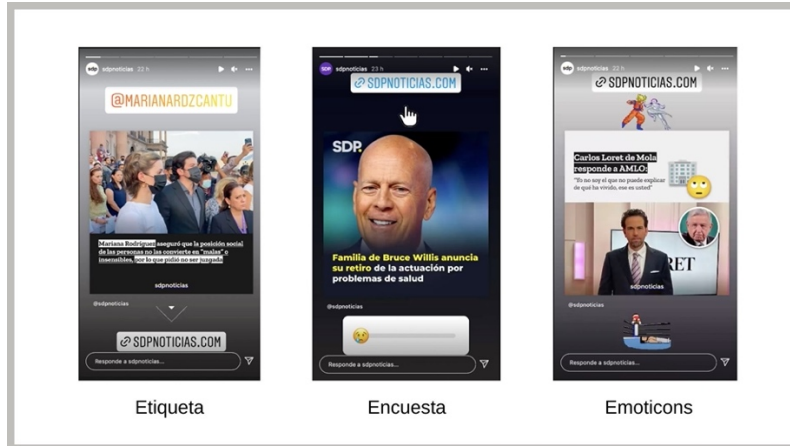 sdp sdpnoticias 22 h
@MARIANARDZCANTU
Mariana Rodríguez aseguró que la posición social
de las personas no las convierte en "malas" o
insensibles, por lo que pidió no ser juzgada
sdpnoticias
@sdpnoticias
SDPNOTICIAS.COM
Responde a sdpnoticias...
Etiqueta
SDP sdpnoticias 23 h
SDPNOTICIAS.COM
SDP.
Familia de Bruce Willis anuncia
su retiro de la actuación por
problemas de salud
@sdpnoticias
Responde a sdpnoticias...
Encuesta
sdp sdpnoticias 22 h
SDPNOTICIAS.COM
Carlos Loret de Mola
responde a AMLO:
"Yo no soy el que no puede explicar
de qué ha vivido, ese es usted"
RET
sdpnoticias
@sdpnoticias
Responde a sdpnoticias...
Emoticons